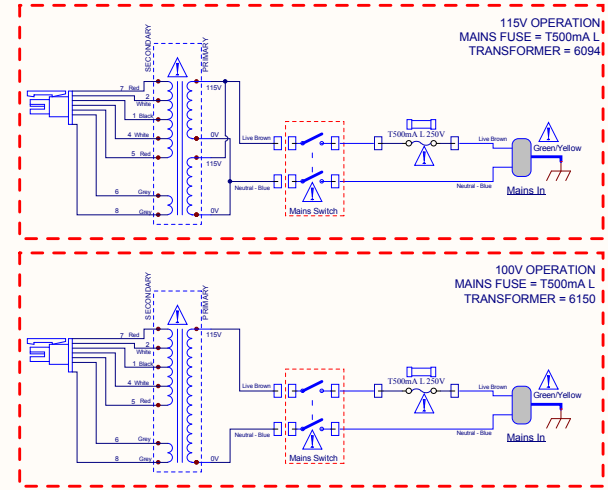 115V OPERATION
MAINS FUSE = T500mA L
TRANSFORMER = 6094
SECONDARY
PRIMARY
7 Red
115V
2
White
1 Black
T500mA L 250V
4 White
0V
Live Brown
Live Brown
Green/Yellow
5 Red
115V
6 Grey
Neutral - Blue
Neutral - Blue
Mains In
8 Grey
0V
Mains Switch
100V OPERATION
MAINS FUSE = T500mA L
TRANSFORMER = 6150
SECONDARY
PRIMARY
7 Red
115V
2
White
1 Black
T500mA L 250V
4 White
Live Brown
Live Brown
Green/Yellow
5 Red
6 Grey
Neutral - Blue
Neutral - Blue
Mains In
8 Grey
0V
Mains Switch